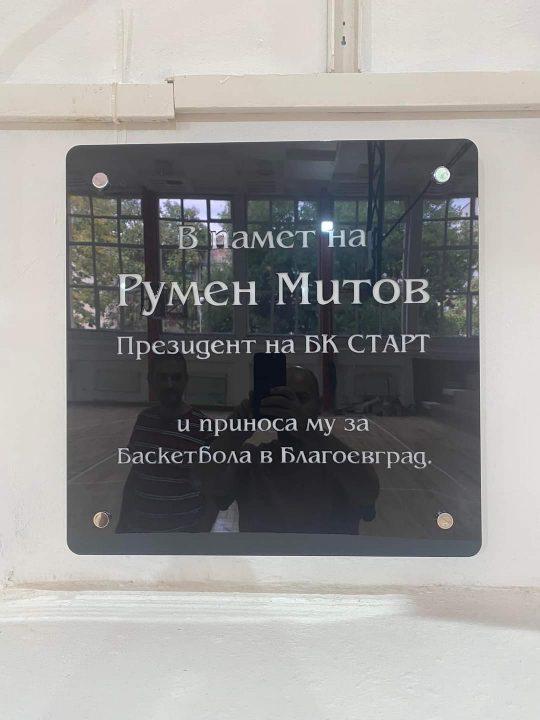 В памет на
Румен Митов
Президент на БК СТАРТ
и приноса му за
Баскетбола в Благоевград.